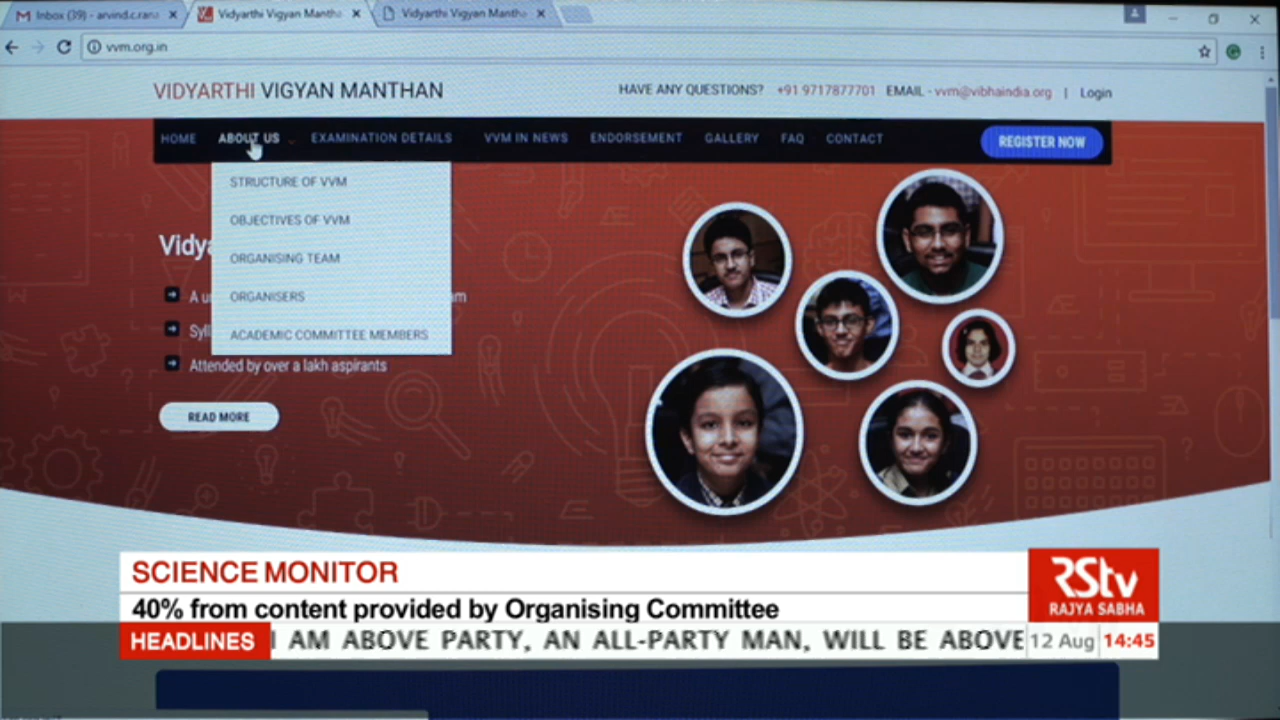 Inbox (39) - arvind.c.rana
Vidyarthi Vigyan Mantha
Vidyarthi Vigyan Mantha
vvm.org.in
VIDYARTHI VIGYAN MANTHAN
HAVE ANY QUESTIONS? +91 9717877701 EMAIL - vvm@vibhaindia.org | Login
HOME ABOUT US EXAMINATION DETAILS VVM IN NEWS ENDORSEMENT GALLERY FAQ CONTACT REGISTER NOW
STRUCTURE OF VVM
OBJECTIVES OF VVM
Vidya
ORGANISING TEAM
A u
ORGANISERS
am
Syll
ACADEMIC COMMITTEE MEMBERS
Attended by over a lakh aspirants
READ MORE
SCIENCE MONITOR
40% from content provided by Organising Committee
RStv
RAJYA SABHA
HEADLINES I AM ABOVE PARTY, AN ALL-PARTY MAN, WILL BE ABOVE 12 Aug 14:45